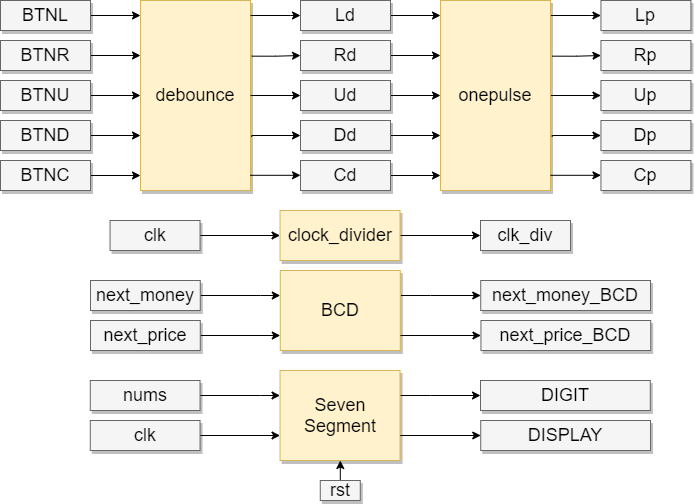 BTNL
Ld
Lp
BTNR
Rd
Rp
BTNU
debounce
Ud
onepulse
Up
BTND
Dd
Dp
BTNC
Cd
Cp
clk
clock_divider
clk_div
next_money
BCD
next_money_BCD
next_price
next_price_BCD
nums
Seven
Segment
DIGIT
clk
DISPLAY
rst